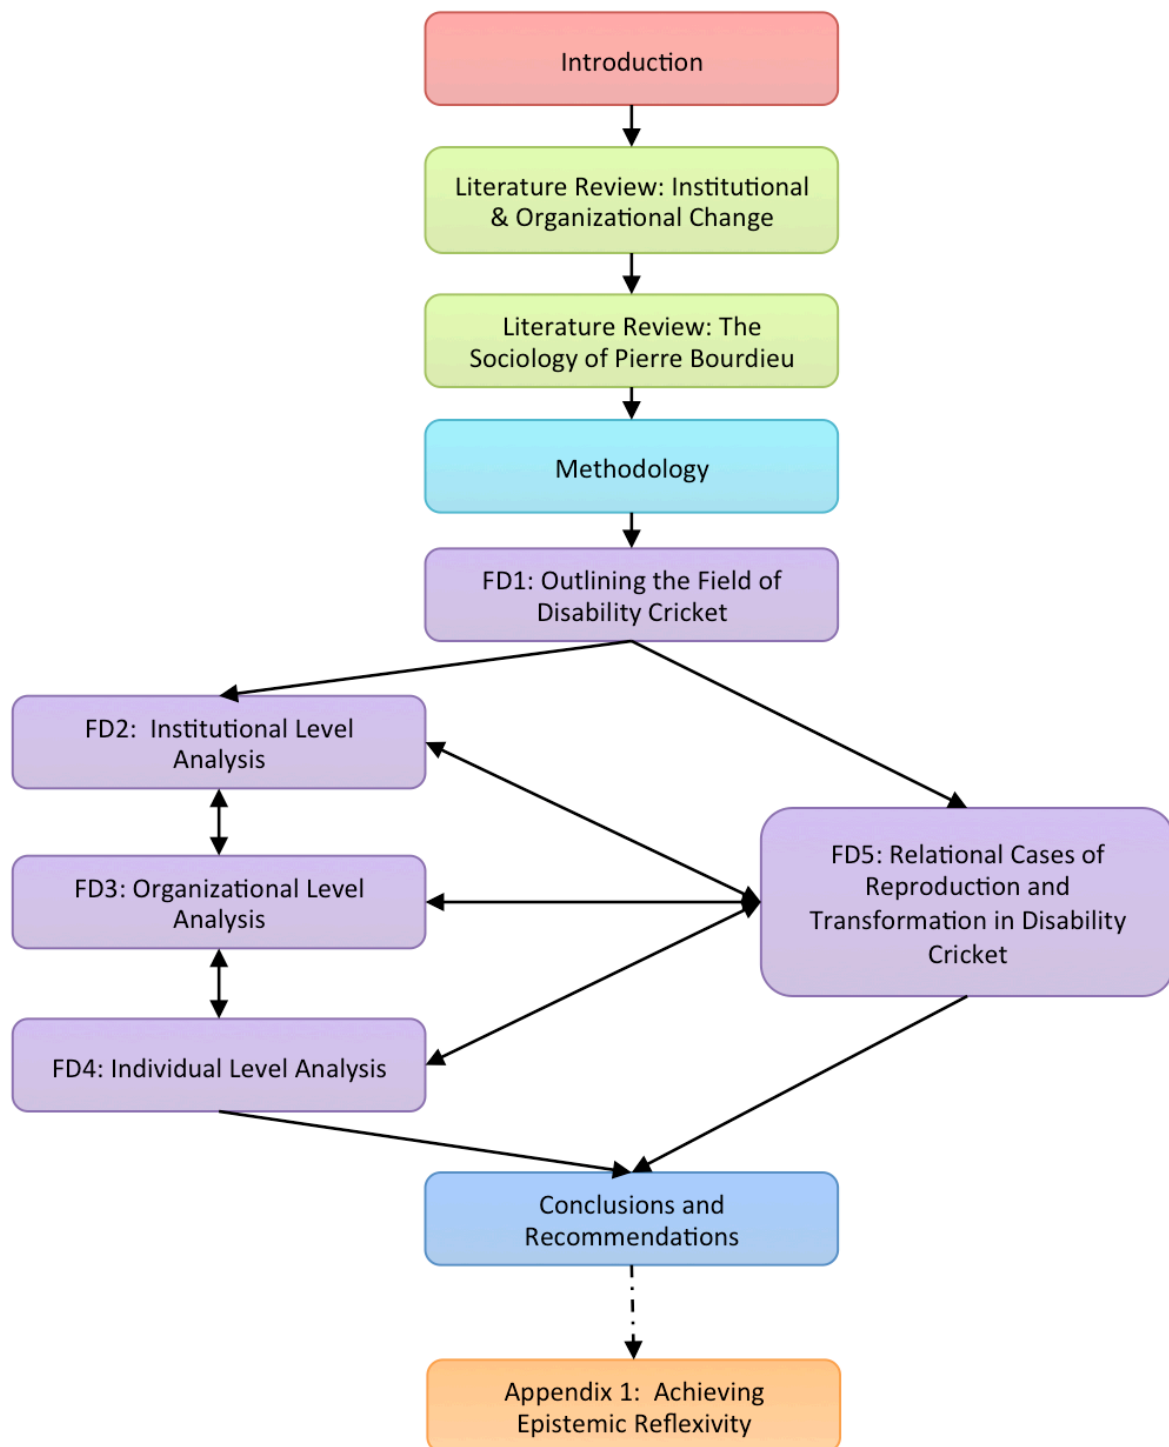 Introduction
Literature Review: Institutional
& Organizational Change
Literature Review: The
Sociology of Pierre Bourdieu
Methodology
FD1: Outlining the Field of
Disability Cricket
FD2:  Institutional Level
Analysis
FD3: Organizational Level
Analysis
FD4: Individual Level Analysis
FD5: Relational Cases of
Reproduction and
Transformation in Disability
Cricket
Conclusions and
Recommendations
Appendix 1:  Achieving
Epistemic Reflexivity